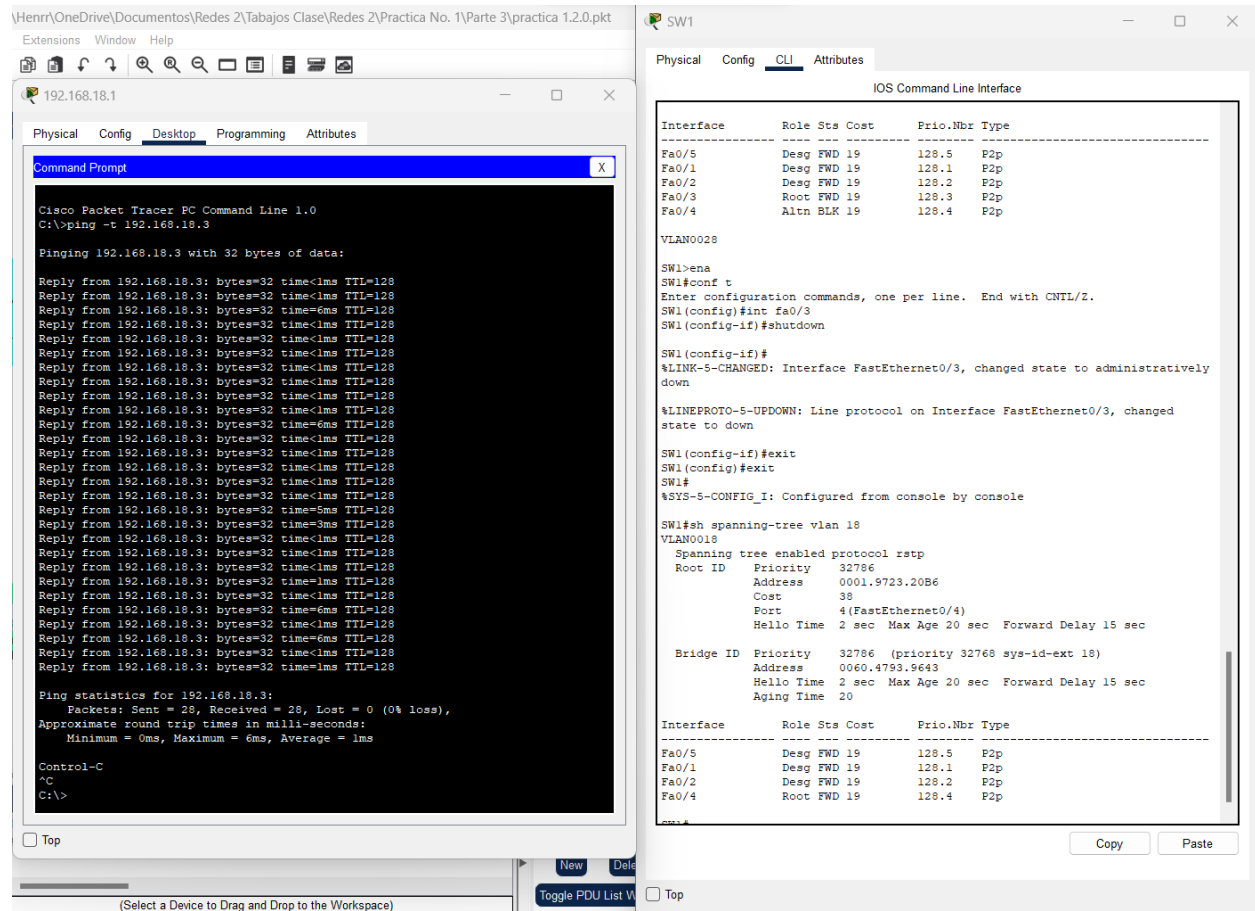 \Henrr\OneDrive\Documentos\Redes 2\Tabajos Clase\Redes 2\Practica No. 1\Parte 3\practica 1.2.0.pkt
Extensions Window Help
192.168.18.1
Physical Config Desktop Programming Attributes
Command Prompt
X
Cisco Packet Tracer PC Command Line 1.0
C:\>ping -t 192.168.18.3
Pinging 192.168.18.3 with 32 bytes of data:
Reply from 192.168.18.3: bytes=32 time<1ms TTL=128
Reply from 192.168.18.3: bytes=32 time<1ms TTL=128
Reply from 192.168.18.3: bytes=32 time=6ms TTL=128
Reply from 192.168.18.3: bytes=32 time<1ms TTL=128
Reply from 192.168.18.3: bytes=32 time<1ms TTL=128
Reply from 192.168.18.3: bytes=32 time<1ms TTL=128
Reply from 192.168.18.3: bytes=32 time<1ms TTL=128
Reply from 192.168.18.3: bytes=32 time<1ms TTL=128
Reply from 192.168.18.3: bytes=32 time<1ms TTL=128
Reply from 192.168.18.3: bytes=32 time<1ms TTL=128
Reply from 192.168.18.3: bytes=32 time=6ms TTL=128
Reply from 192.168.18.3: bytes=32 time<1ms TTL=128
Reply from 192.168.18.3: bytes=32 time<1ms TTL=128
Reply from 192.168.18.3: bytes=32 time<1ms TTL=128
Reply from 192.168.18.3: bytes=32 time<1ms TTL=128
Reply from 192.168.18.3: bytes=32 time<1ms TTL=128
Reply from 192.168.18.3: bytes=32 time=5ms TTL=128
Reply from 192.168.18.3: bytes=32 time=3ms TTL=128
Reply from 192.168.18.3: bytes=32 time<1ms TTL=128
Reply from 192.168.18.3: bytes=32 time<1ms TTL=128
Reply from 192.168.18.3: bytes=32 time<1ms TTL=128
Reply from 192.168.18.3: bytes=32 time=1ms TTL=128
Reply from 192.168.18.3: bytes=32 time<1ms TTL=128
Reply from 192.168.18.3: bytes=32 time=6ms TTL=128
Reply from 192.168.18.3: bytes=32 time<1ms TTL=128
Reply from 192.168.18.3: bytes=32 time=6ms TTL=128
Reply from 192.168.18.3: bytes=32 time<1ms TTL=128
Reply from 192.168.18.3: bytes=32 time=1ms TTL=128
Ping statistics for 192.168.18.3:
Packets: Sent = 28, Received = 28, Lost = 0 (0% loss),
Approximate round trip times in milli-seconds:
Minimum = 0ms, Maximum = 6ms, Average = 1ms
Control-C
^C
C:\>
Top
New
Toggle PDU List W
(Select a Device to Drag and Drop to the Workspace)
SW1
Physical Config CLI Attributes
IOS Command Line Interface
Interface Role Sts Cost Prio.Nbr Type
---------------- ---- --- --------- -------- --------------------------------
Fa0/5 Desg FWD 19 128.5 P2p
Fa0/1 Desg FWD 19 128.1 P2p
Fa0/2 Desg FWD 19 128.2 P2p
Fa0/3 Root FWD 19 128.3 P2p
Fa0/4 Altn BLK 19 128.4 P2p
VLAN0028
SW1>ena
SW1#conf t
Enter configuration commands, one per line. End with CNTL/Z.
SW1(config)#int fa0/3
SW1(config-if)#shutdown
SW1(config-if)#
%LINK-5-CHANGED: Interface FastEthernet0/3, changed state to administratively
down
%LINEPROTO-5-UPDOWN: Line protocol on Interface FastEthernet0/3, changed
state to down
SW1(config-if)#exit
SW1(config)#exit
SW1#
%SYS-5-CONFIG_I: Configured from console by console
SW1#sh spanning-tree vlan 18
VLAN0018
Spanning tree enabled protocol rstp
Root ID Priority 32786
Address 0001.9723.20B6
Cost 38
Port 4(FastEthernet0/4)
Hello Time 2 sec Max Age 20 sec Forward Delay 15 sec
Bridge ID Priority 32786 (priority 32768 sys-id-ext 18)
Address 0060.4793.9643
Hello Time 2 sec Max Age 20 sec Forward Delay 15 sec
Aging Time 20
Interface Role Sts Cost Prio.Nbr Type
---------------- ---- --- --------- -------- --------------------------------
Fa0/5 Desg FWD 19 128.5 P2p
Fa0/1 Desg FWD 19 128.1 P2p
Fa0/2 Desg FWD 19 128.2 P2p
Fa0/4 Root FWD 19 128.4 P2p
SW1#
Copy Paste
Top